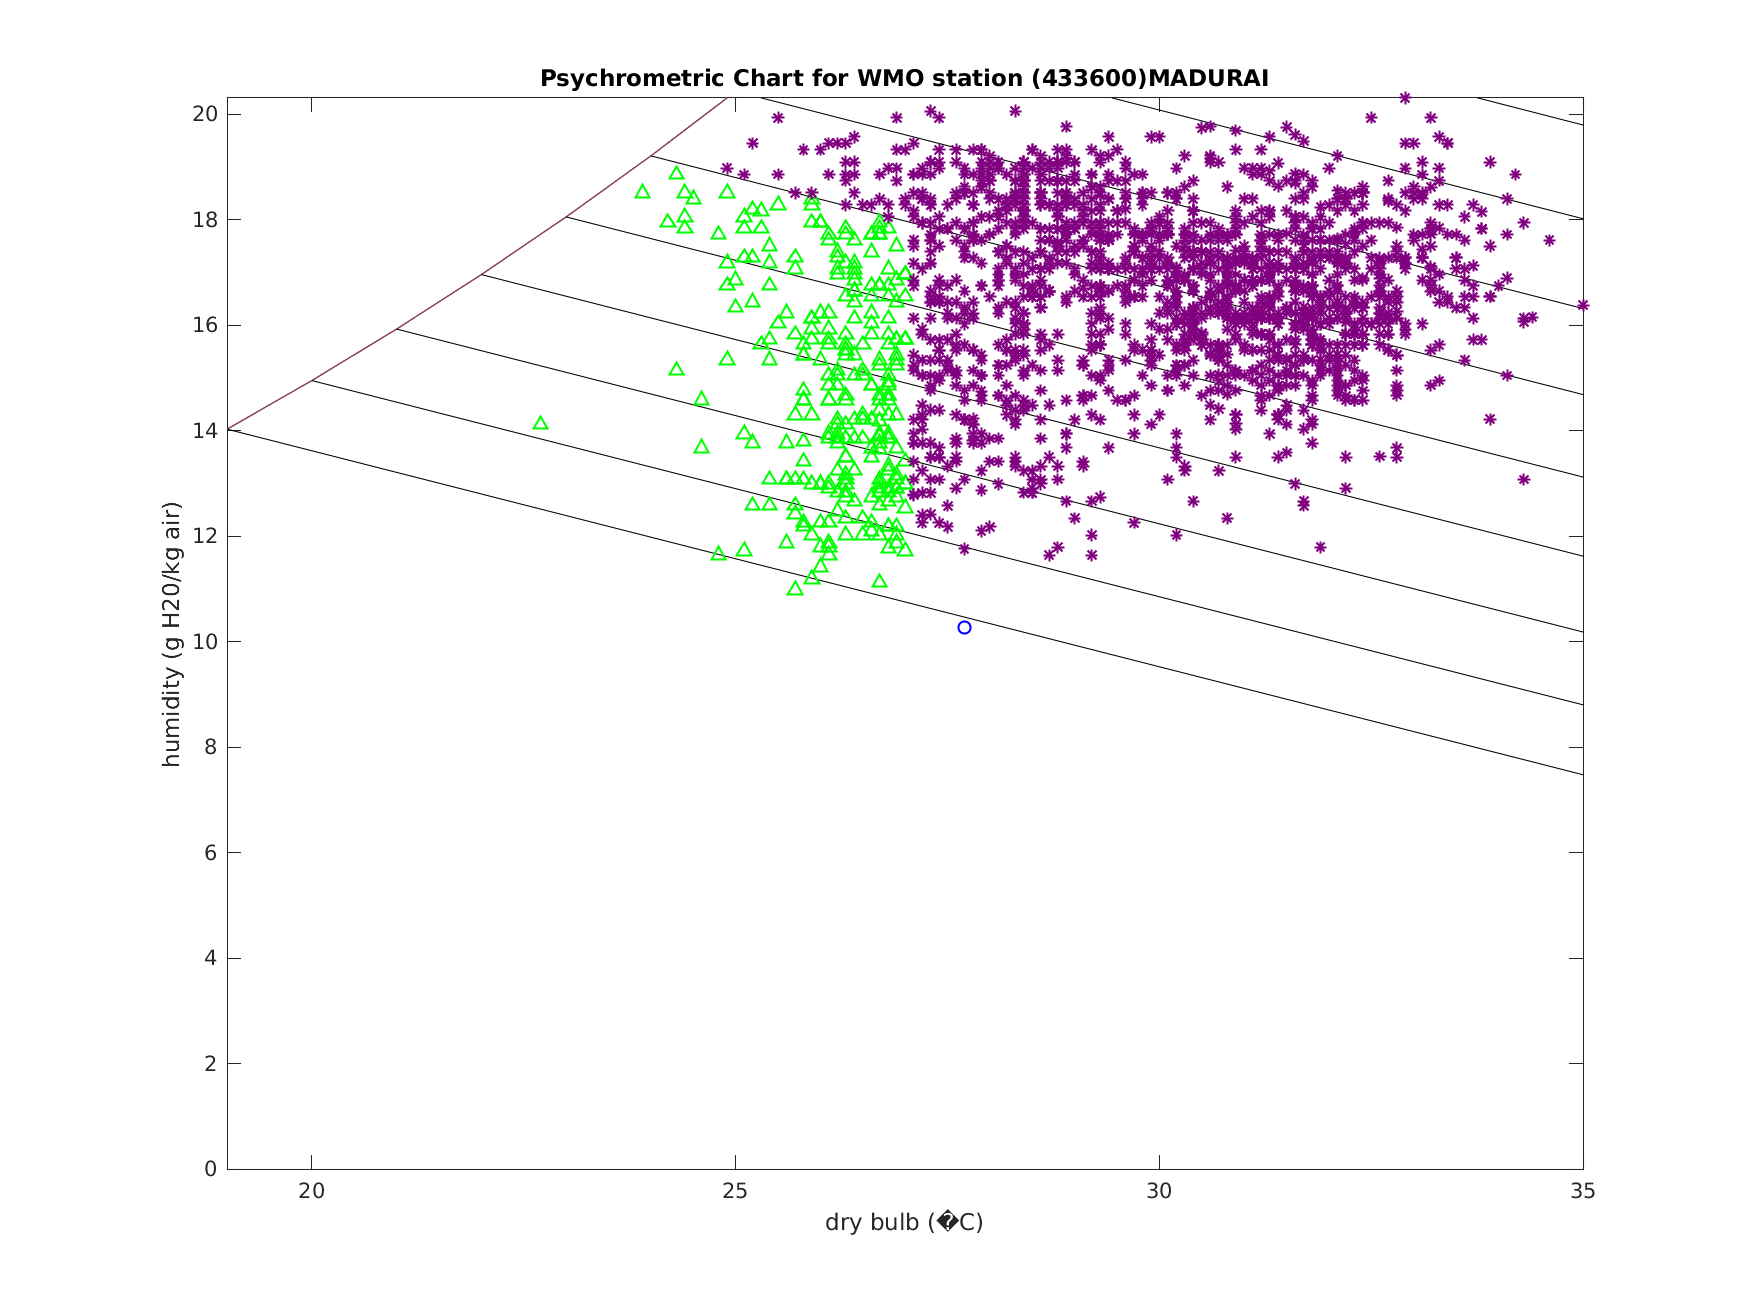 Psychrometric Chart for WMO station (433600)MADURAI
humidity (g H20/kg air)
20
18
16
14
12
10
8
6
4
2
0
20 25 30 35
dry bulb (�C)